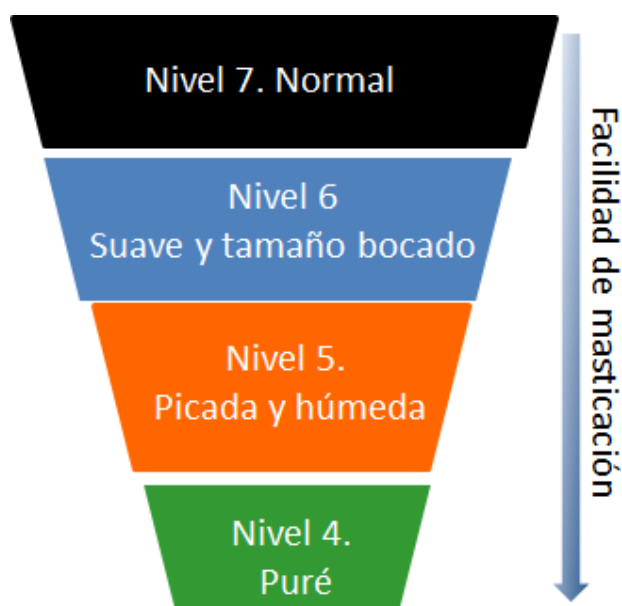 Nivel 7. Normal
Nivel 6
Suave y tamaño bocado
Nivel 5.
Picada y húmeda
Nivel 4.
Puré
Facilidad de masticación